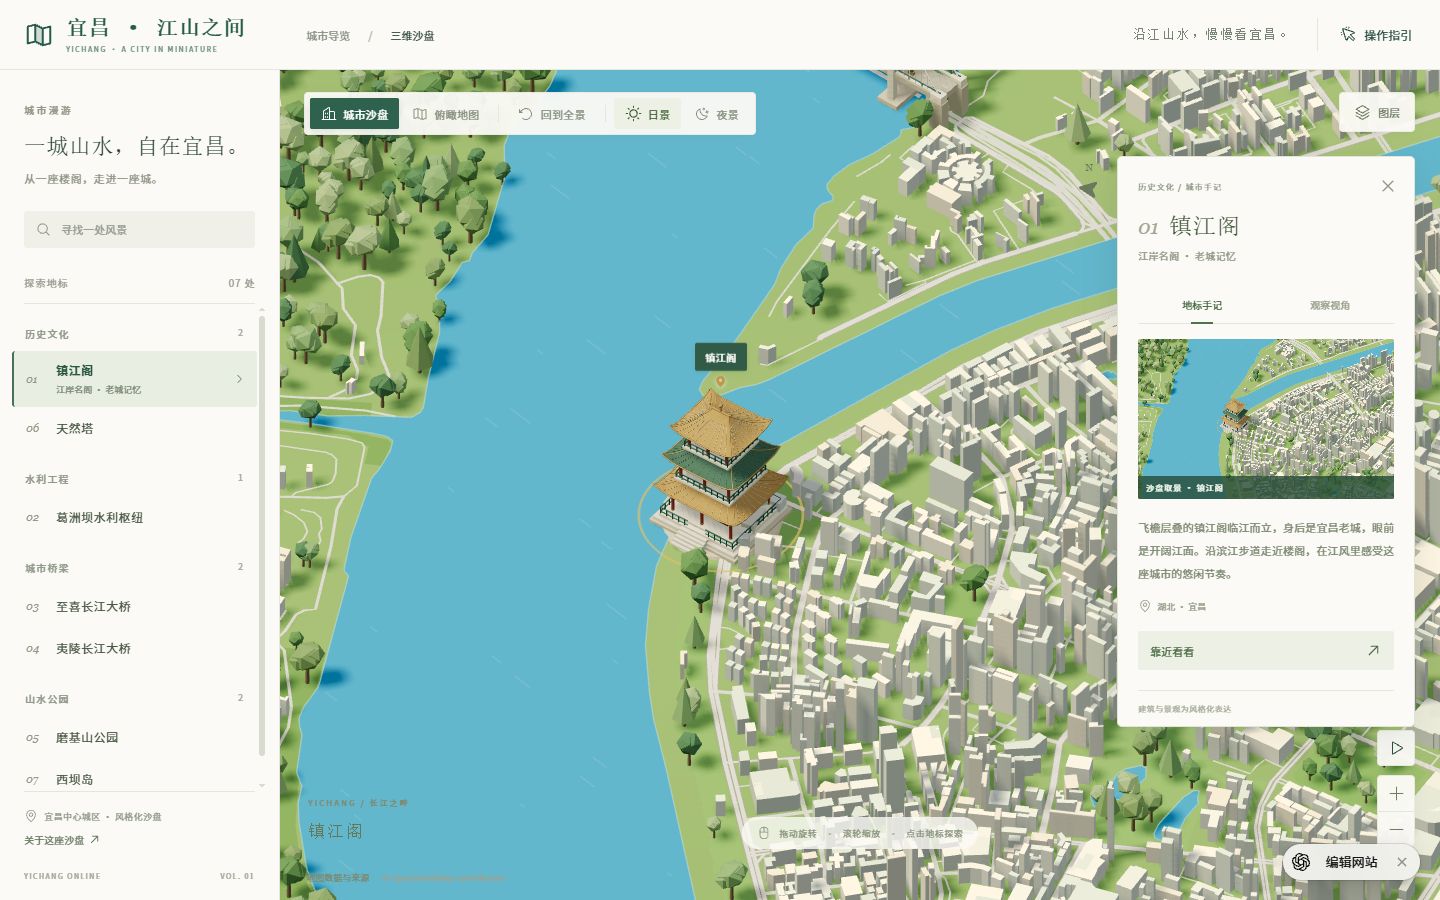 宜昌 • 江山之间
YICHANG • A CITY IN MINIATURE
城市导览 / 三维沙盘
沿江山水，慢慢看宜昌。
操作指引
城市漫游
一城山水，自在宜昌。
从一座楼阁，走进一座城。
寻找一处风景
探索地标 07 处
历史文化 2
01 镇江阁
江岸名阁 • 老城记忆
06 天然塔
水利工程 1
02 葛洲坝水利枢纽
城市桥梁 2
03 至喜长江大桥
04 夷陵长江大桥
山水公园 2
05 磨基山公园
07 西坝岛
宜昌中心城区 • 风格化沙盘
关于这座沙盘
YICHANG ONLINE VOL. 01
城市沙盘 俯瞰地图 回到全景 日景 夜景
图层
N
镇江阁
历史文化 / 城市手记
01 镇江阁
江岸名阁 • 老城记忆
地标手记 观察视角
沙盘取景 • 镇江阁
飞檐层叠的镇江阁临江而立，身后是宜昌老城，眼前
是开阔江面。沿滨江步道走近楼阁，在江风里感受这
座城市的悠闲节奏。
湖北 • 宜昌
靠近看看
建筑与景观为风格化表达
YICHANG / 长江之畔
镇江阁
拖动旋转 · 滚轮缩放 · 点击地标探索
数据与来源
编辑网站